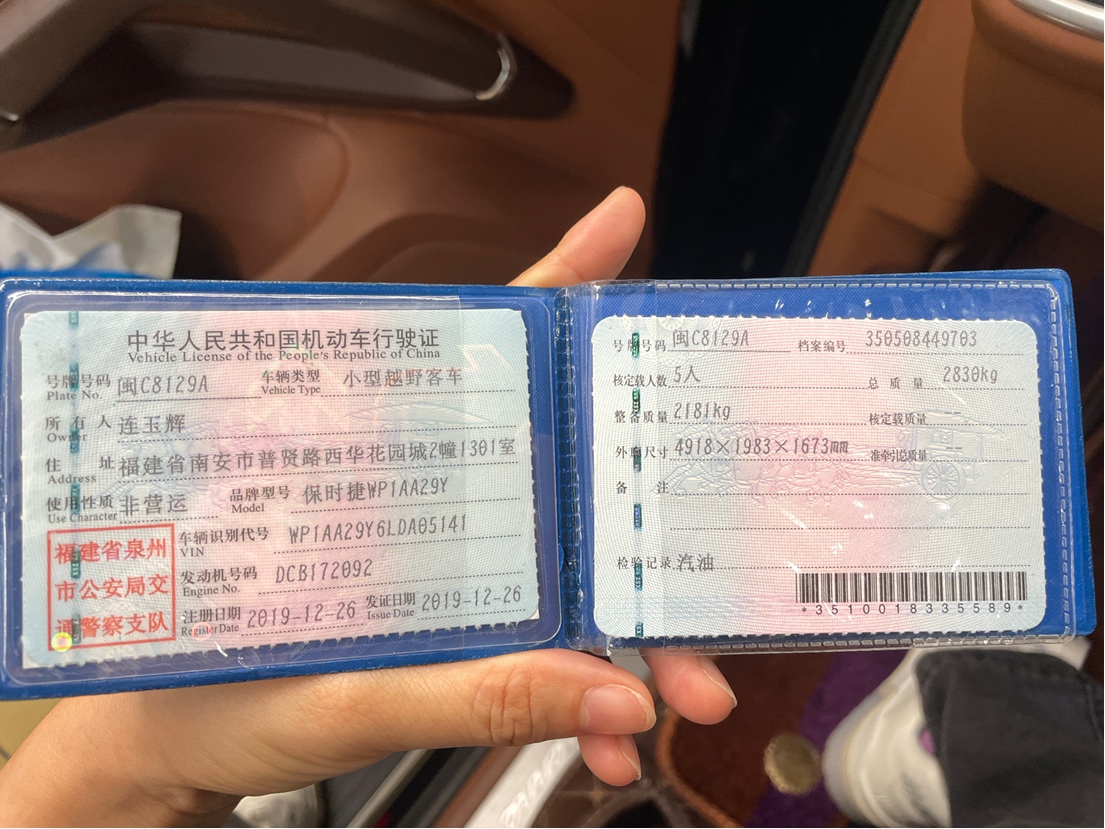 中华人民共和国机动车行驶证
Vehicle License of the People's Republic of China
号牌号码 闽C8129A 车辆类型 小型越野客车
Plate No. Vehicle Type
所有人 连玉辉
Owner
住址 福建省南安市普贤路西华花园城2幢1301室
Address
使用性质 非营运 品牌型号 保时捷WP1AA29Y
Use Character Model
福建省泉州
市公安局交
通警察支队
车辆识别代号 WP1AA29Y6LDA05141
VIN
发动机号码 DCB172092
Engine No.
注册日期 2019-12-26 发证日期 2019-12-26
Register Date Issue Date
号牌号码 闽C8129A 档案编号 350508449703
核定载人数 5人 总质量 2830kg
整备质量 2181kg 核定载质量 --
外廓尺寸 4918×1983×1673mm 准牵引总质量 --
备注
检验记录 汽油
*3510018335589*